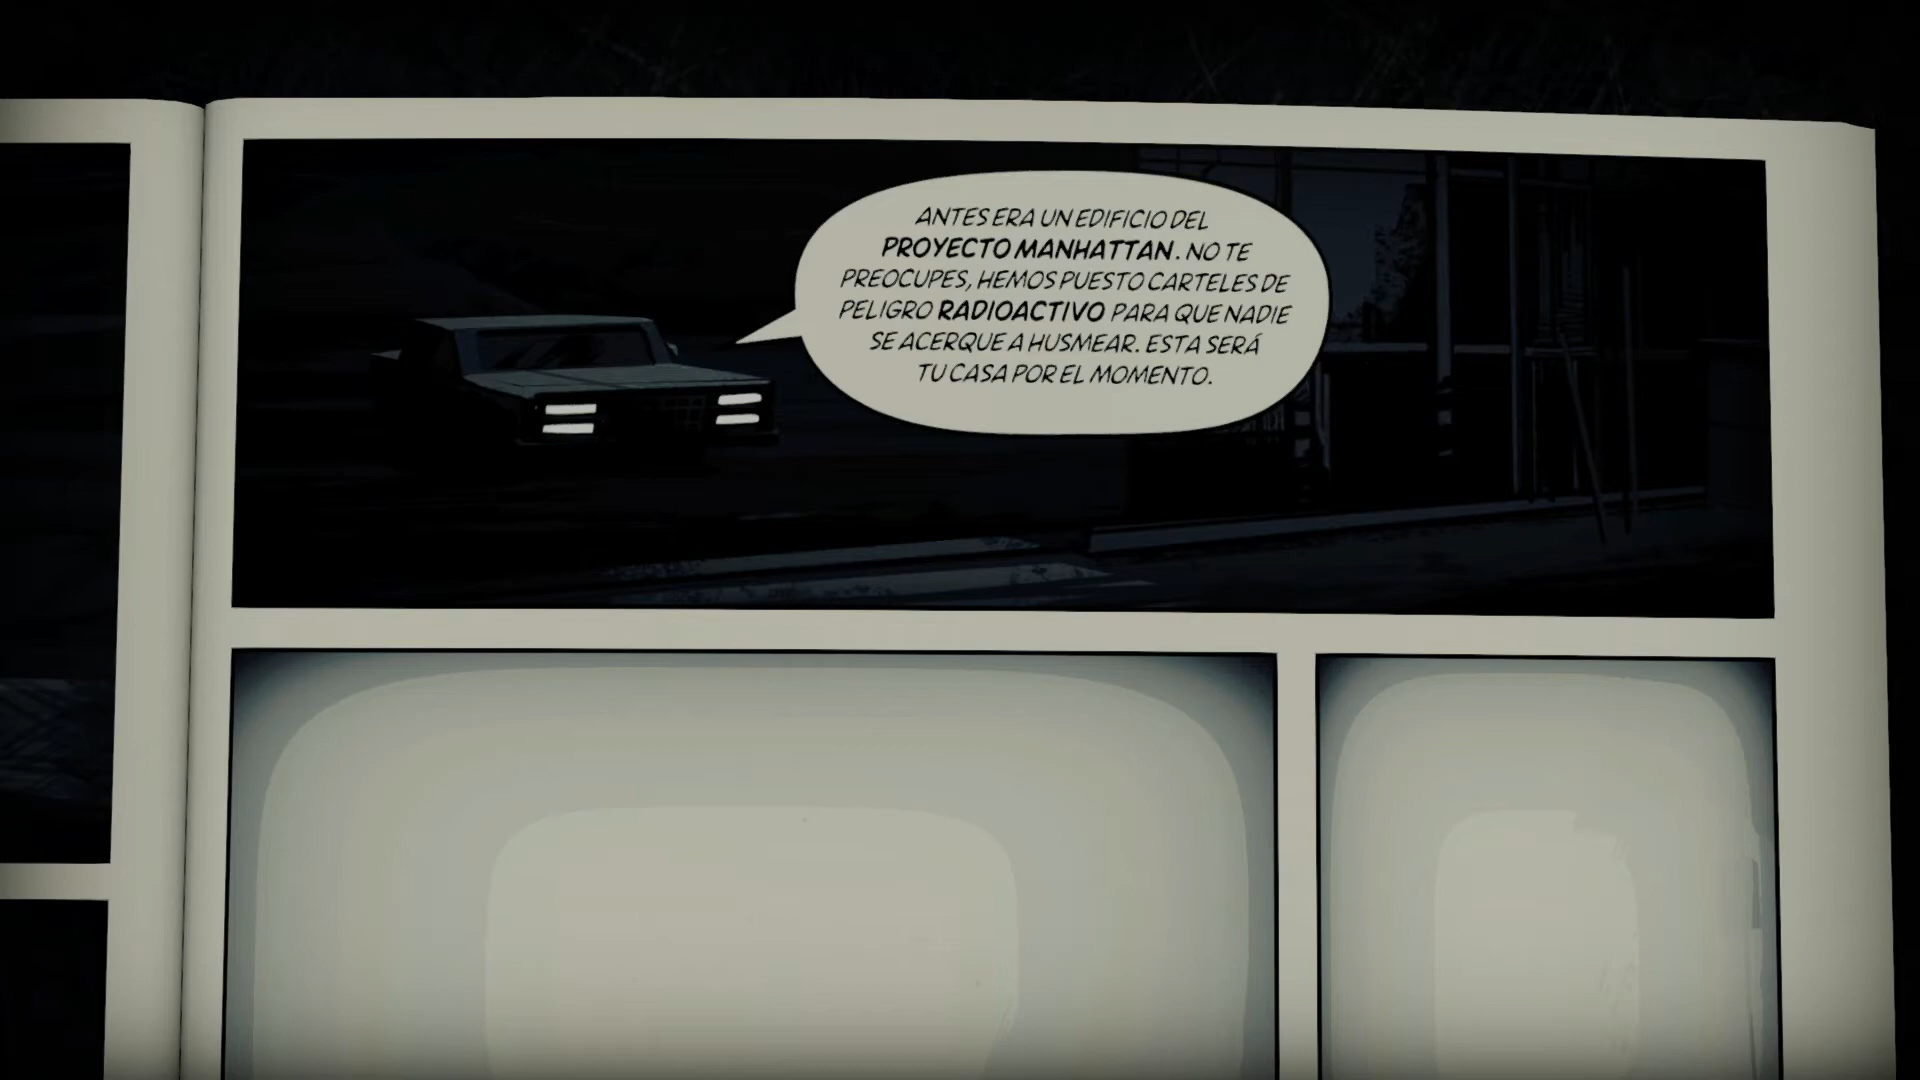 ANTES ERA UN EDIFICIO DEL
PROYECTO MANHATTAN. NO TE
PREOCUPES, HEMOS PUESTO CARTELES DE
PELIGRO RADIOACTIVO PARA QUE NADIE
SE ACERQUE A HUSMEAR. ESTA SERÁ
TU CASA POR EL MOMENTO.